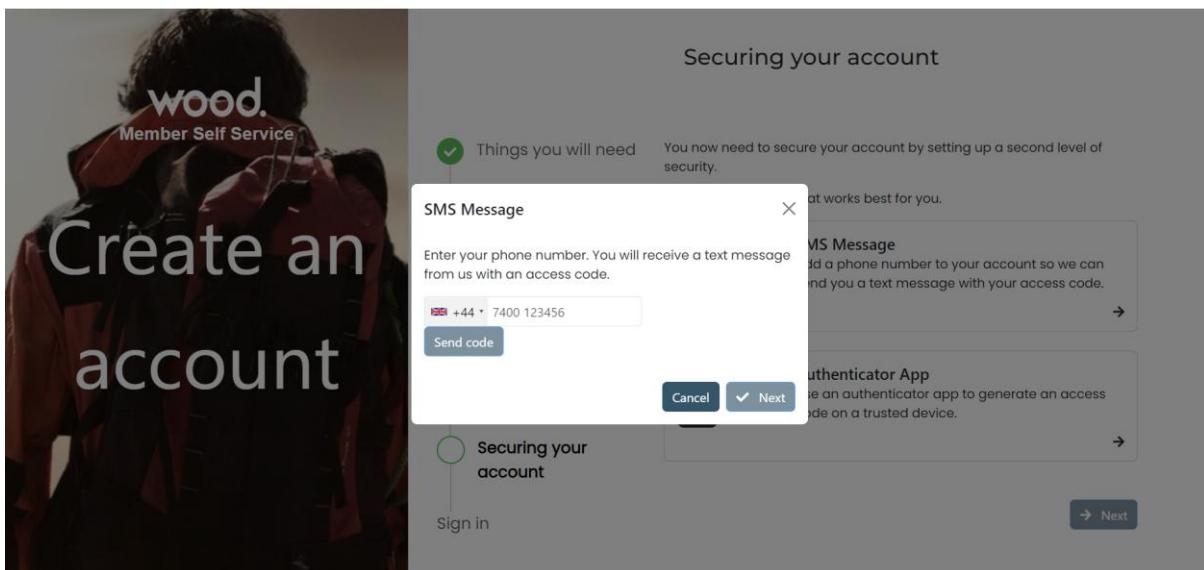 wood.
Member Self Service
Create an
account
Securing your account
Things you will need
You now need to secure your account by setting up a second level of
security.
at works best for you.
SMS Message
Enter your phone number. You will receive a text message
from us with an access code.
+44
7400 123456
Send code
Cancel
Next
MS Message
dd a phone number to your account so we can
nd you a text message with your access code.
uthenticator App
se an authenticator app to generate an access
ode on a trusted device.
Securing your
account
Sign in
Next